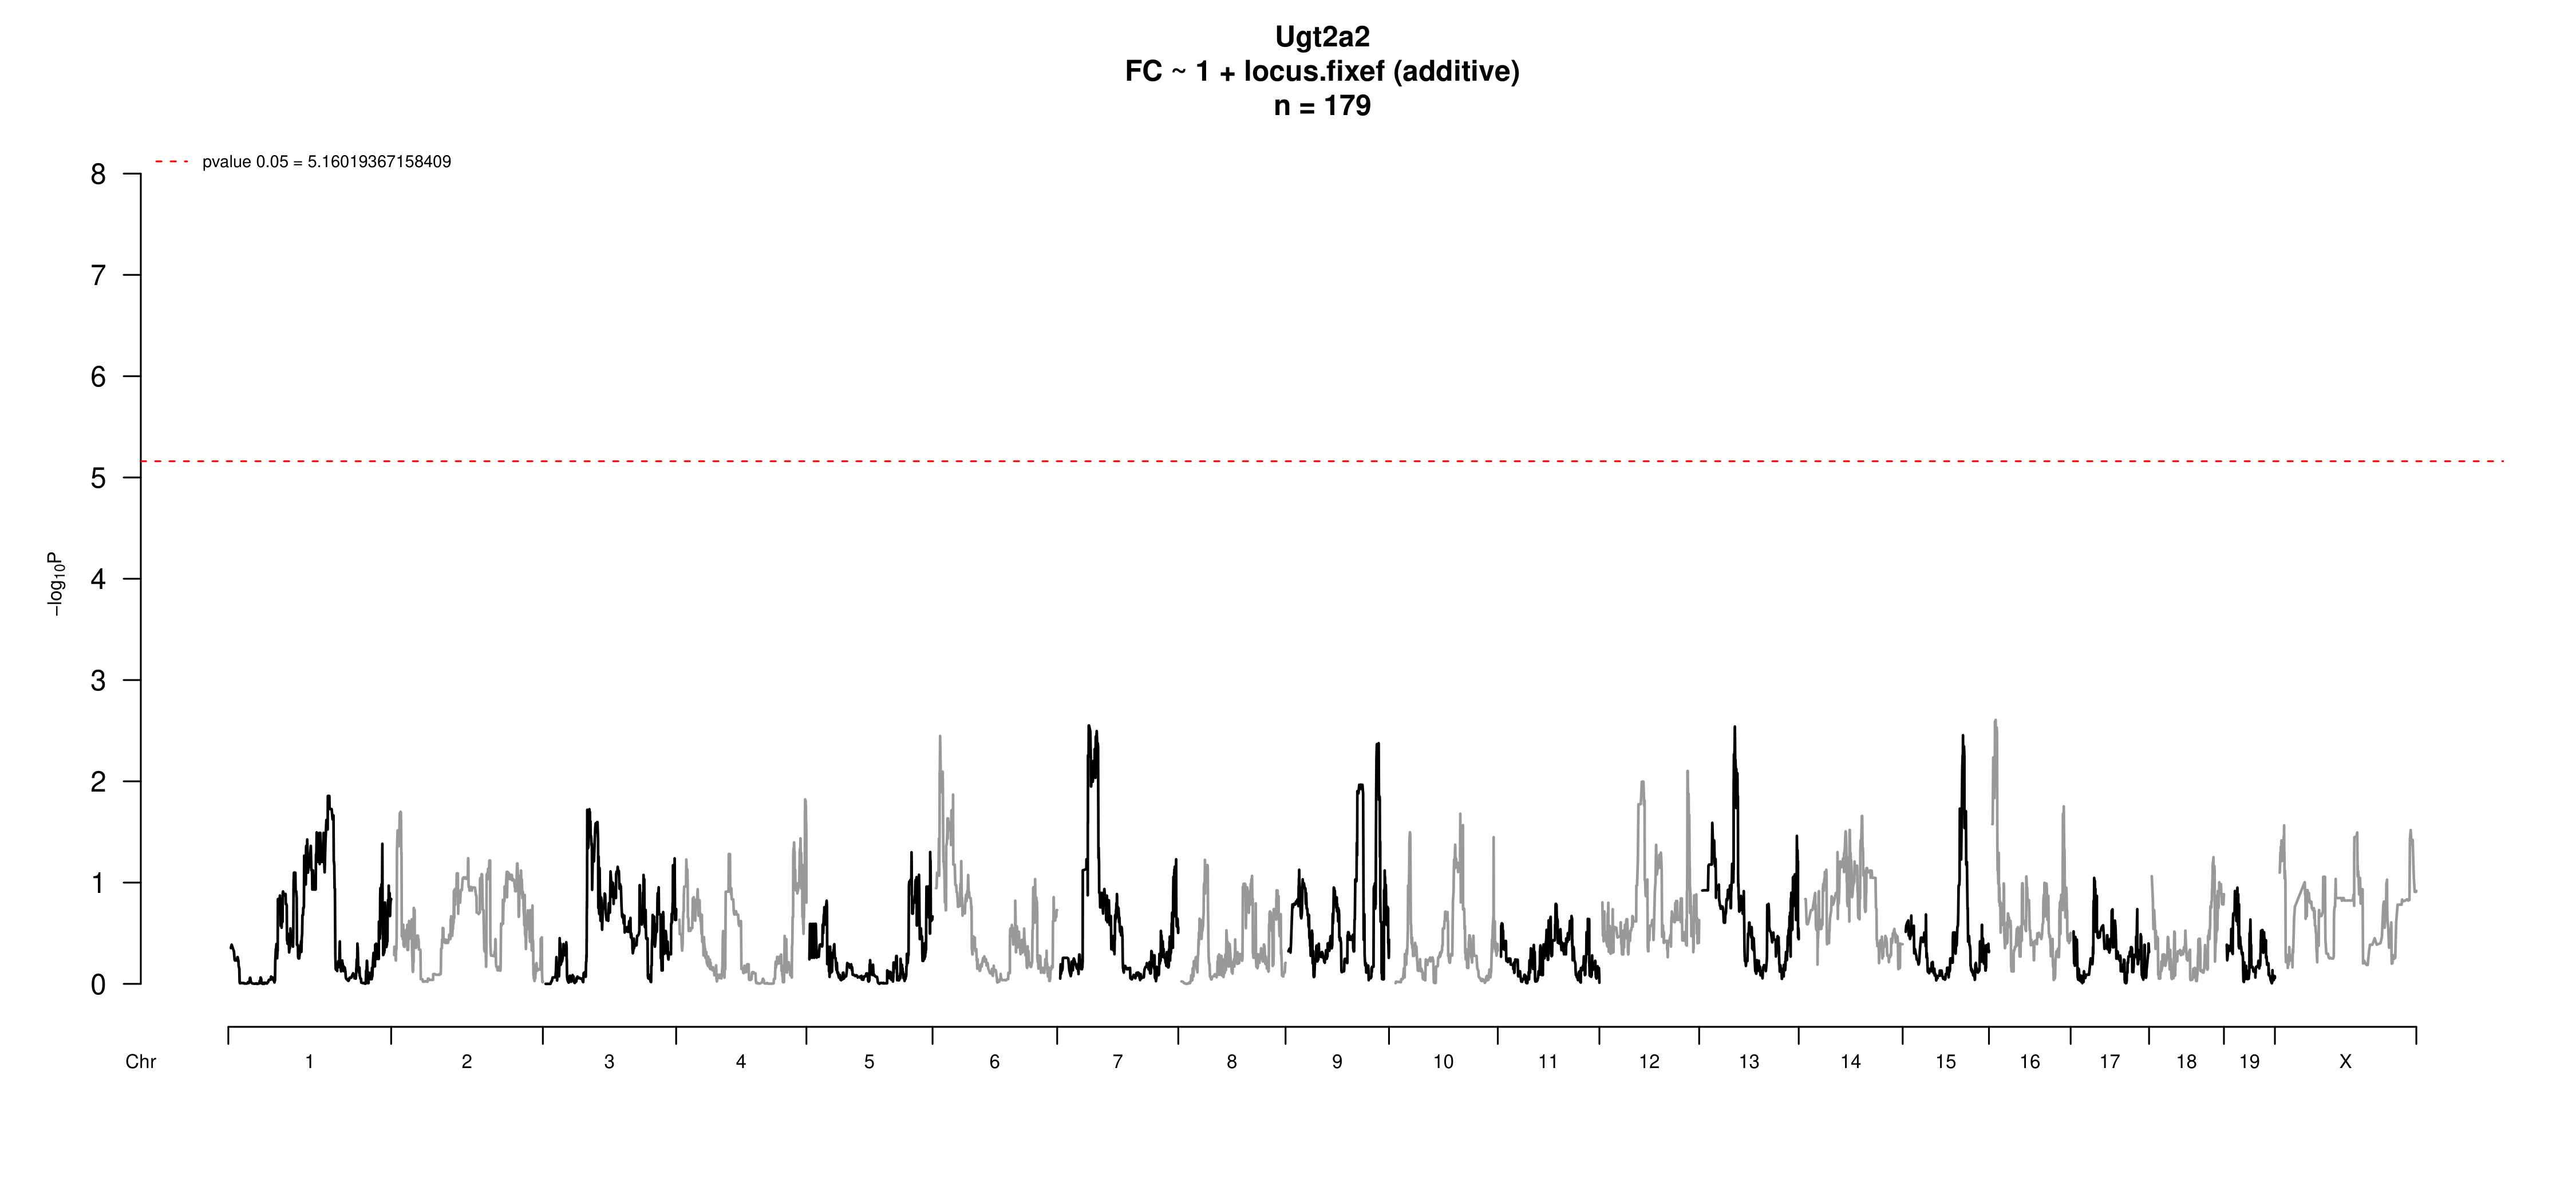 Ugt2a2
FC ~ 1 + locus.fixef (additive)
n = 179
pvalue 0.05 = 5.16019367158409
8
7
6
5
4
3
2
1
0
−log10P
Chr 1 2 3 4 5 6 7 8 9 10 11 12 13 14 15 16 17 18 19 X